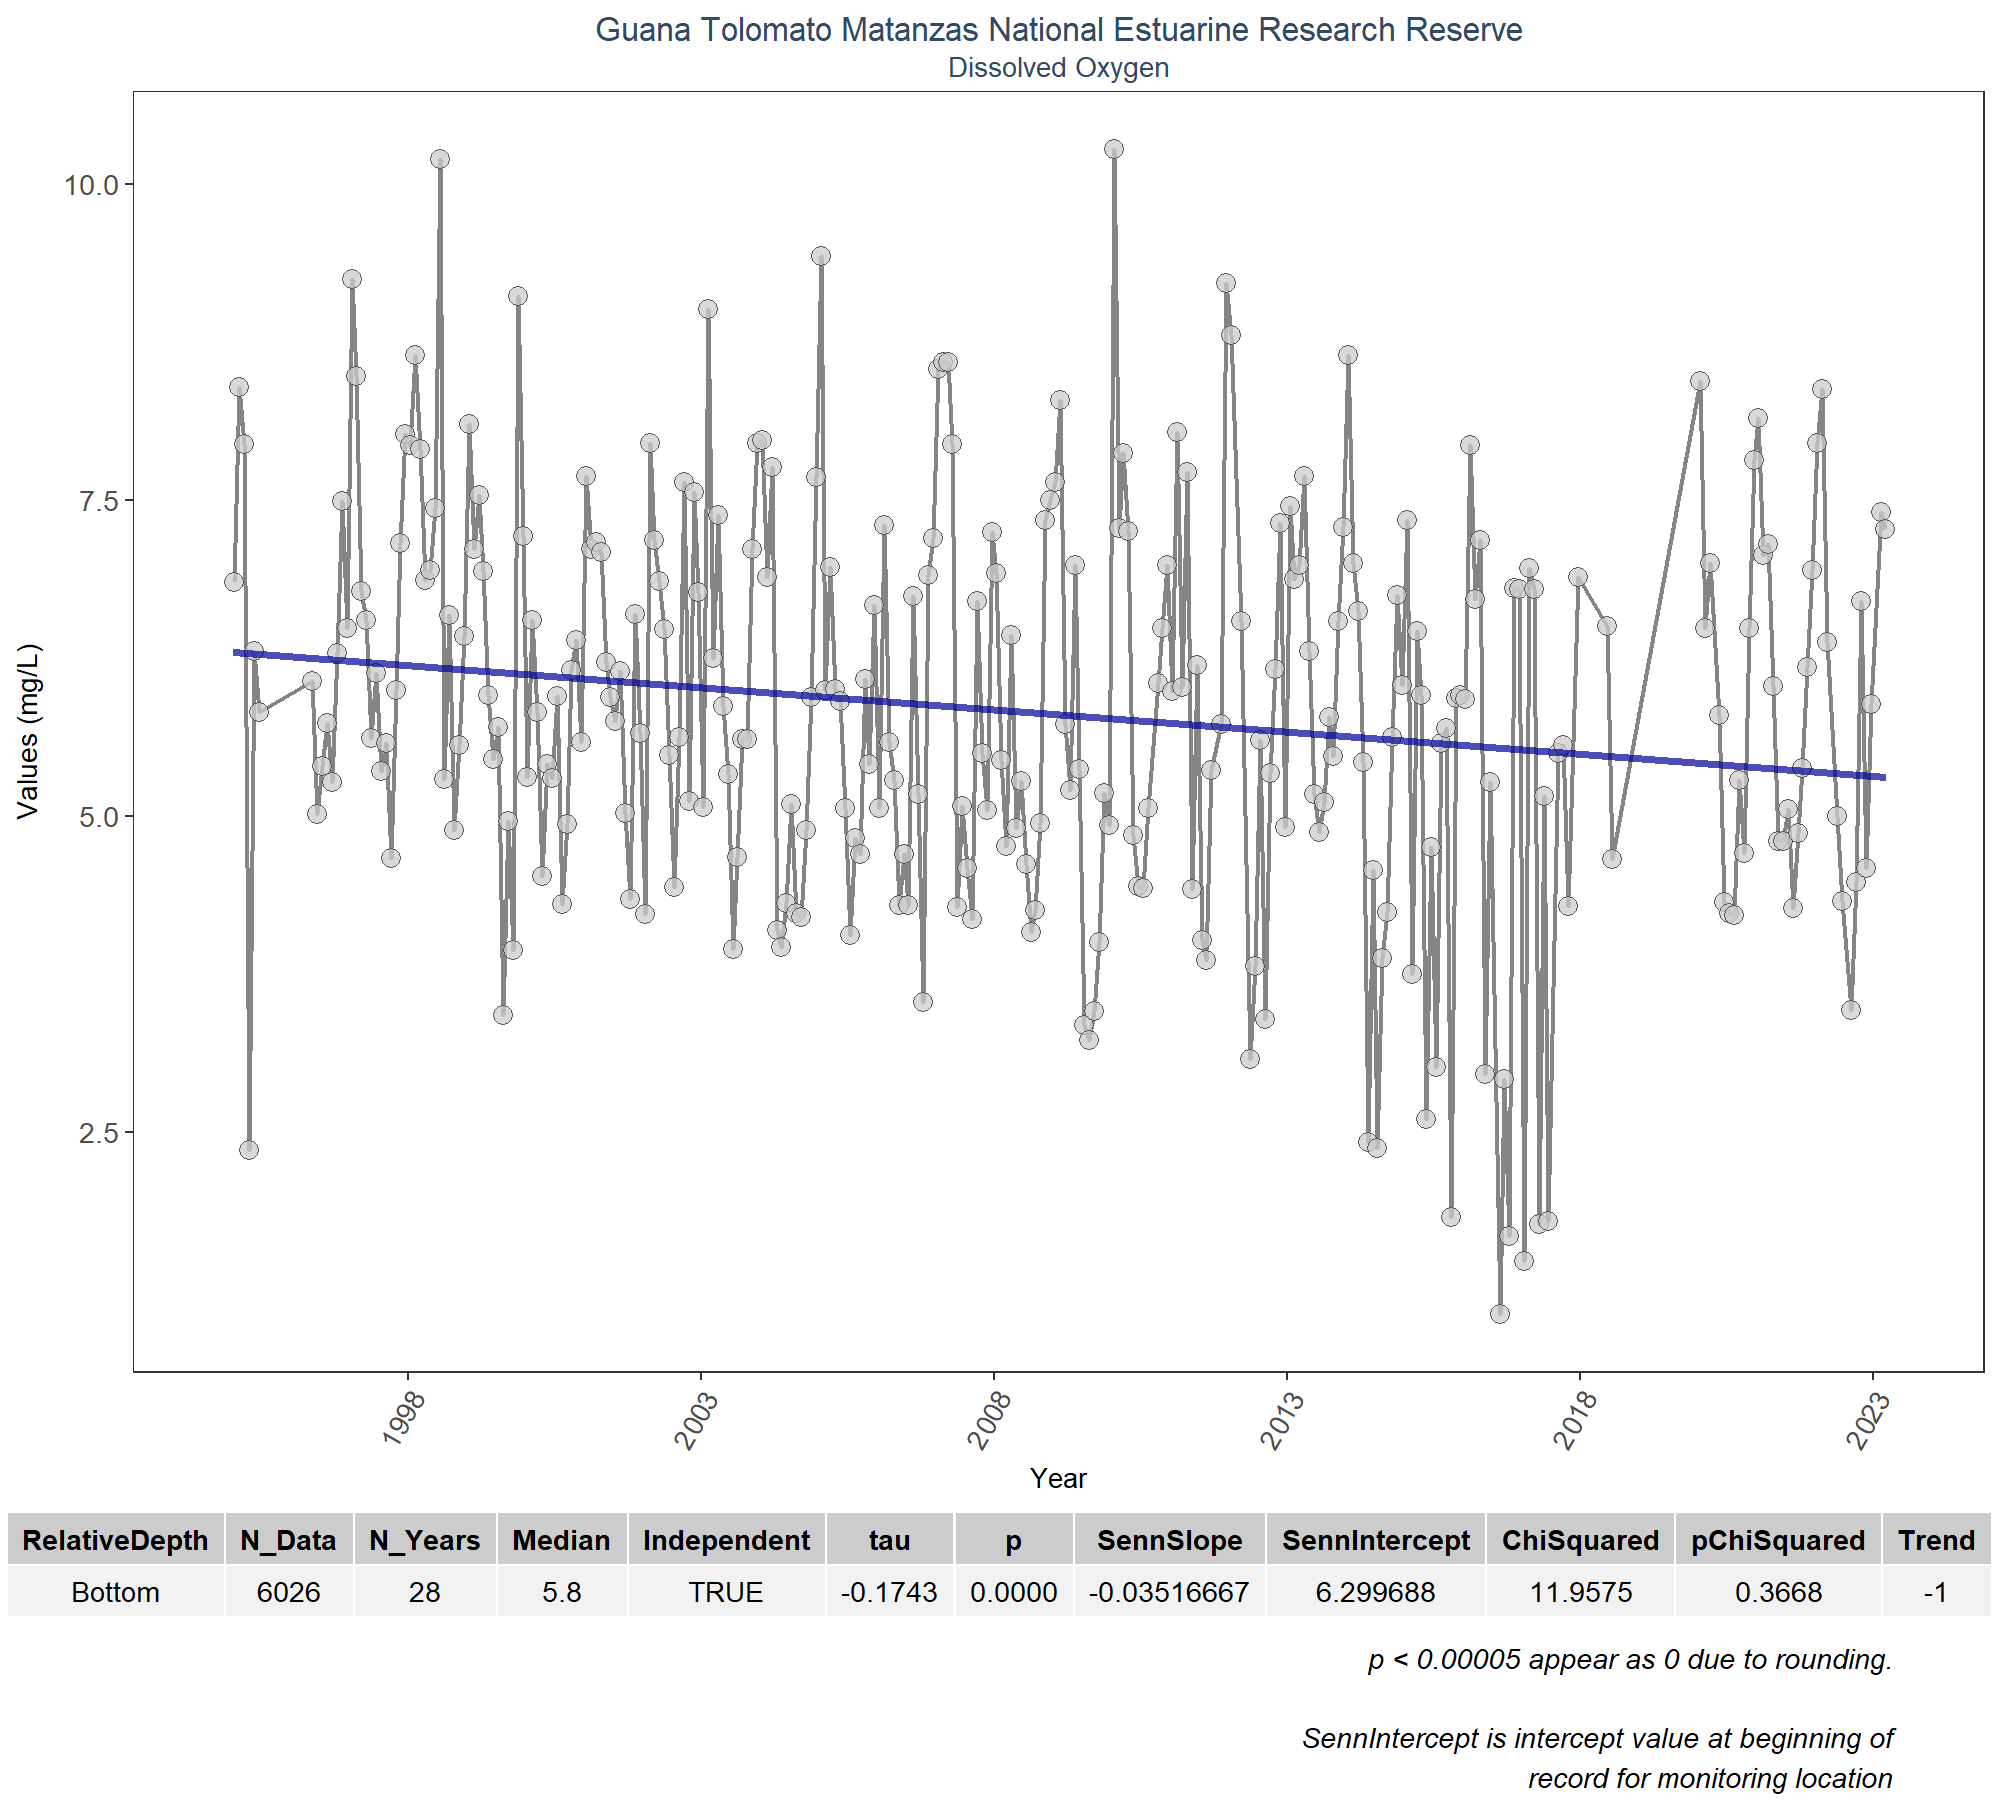 Guana Tolomato Matanzas National Estuarine Research Reserve
Dissolved Oxygen
10.0
7.5
5.0
2.5
Values (mg/L)
1998 2003 2008 2013 2018 2023
Year
RelativeDepth N_Data N_Years Median Independent tau p SennSlope SennIntercept ChiSquared pChiSquared Trend
Bottom 6026 28 5.8 TRUE -0.1743 0.0000 -0.03516667 6.299688 11.9575 0.3668 -1
p < 0.00005 appear as 0 due to rounding.
SennIntercept is intercept value at beginning of
record for monitoring location